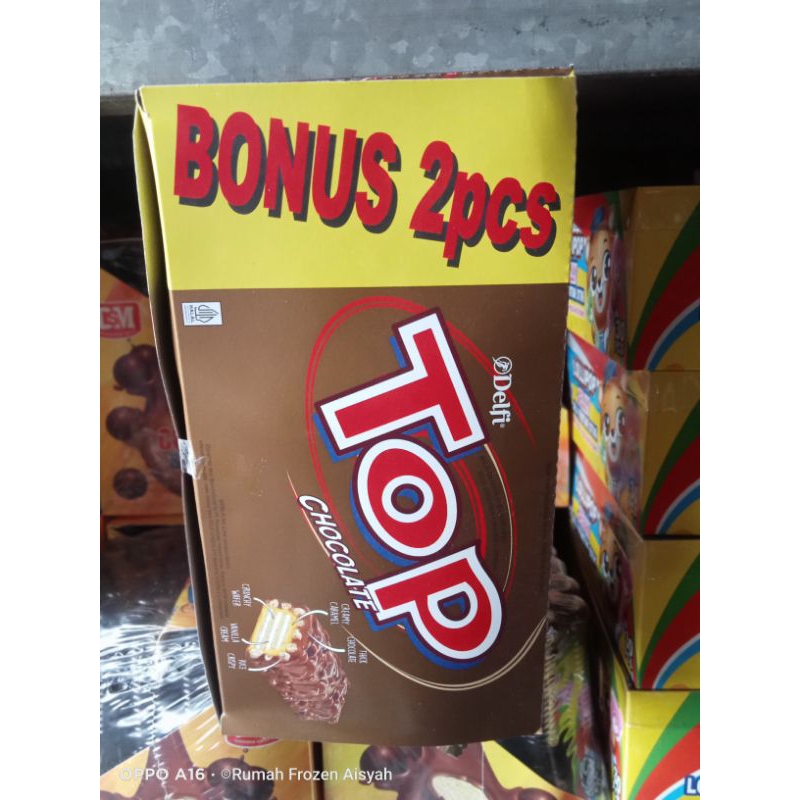 BONUS 2pcs
Delfi
TOP
CHOCOLATE
CRUNCHY
WAFER
VANILLA
CREAM
RICE
CRISPY
CREAMY
CARAMEL
THICK
CHOCOLATE
OPPO A16 · ©Rumah Frozen Aisyah